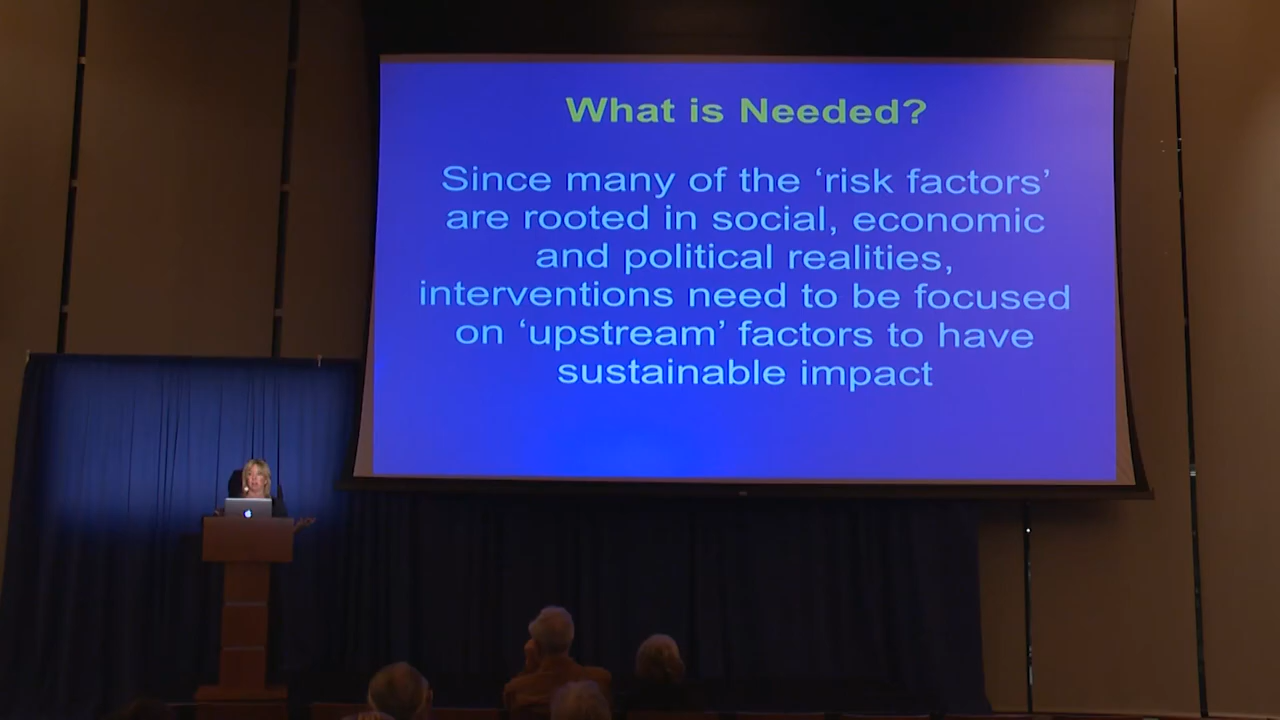 What is Needed?
Since many of the ‘risk factors’
are rooted in social, economic
and political realities,
interventions need to be focused
on ‘upstream’ factors to have
sustainable impact